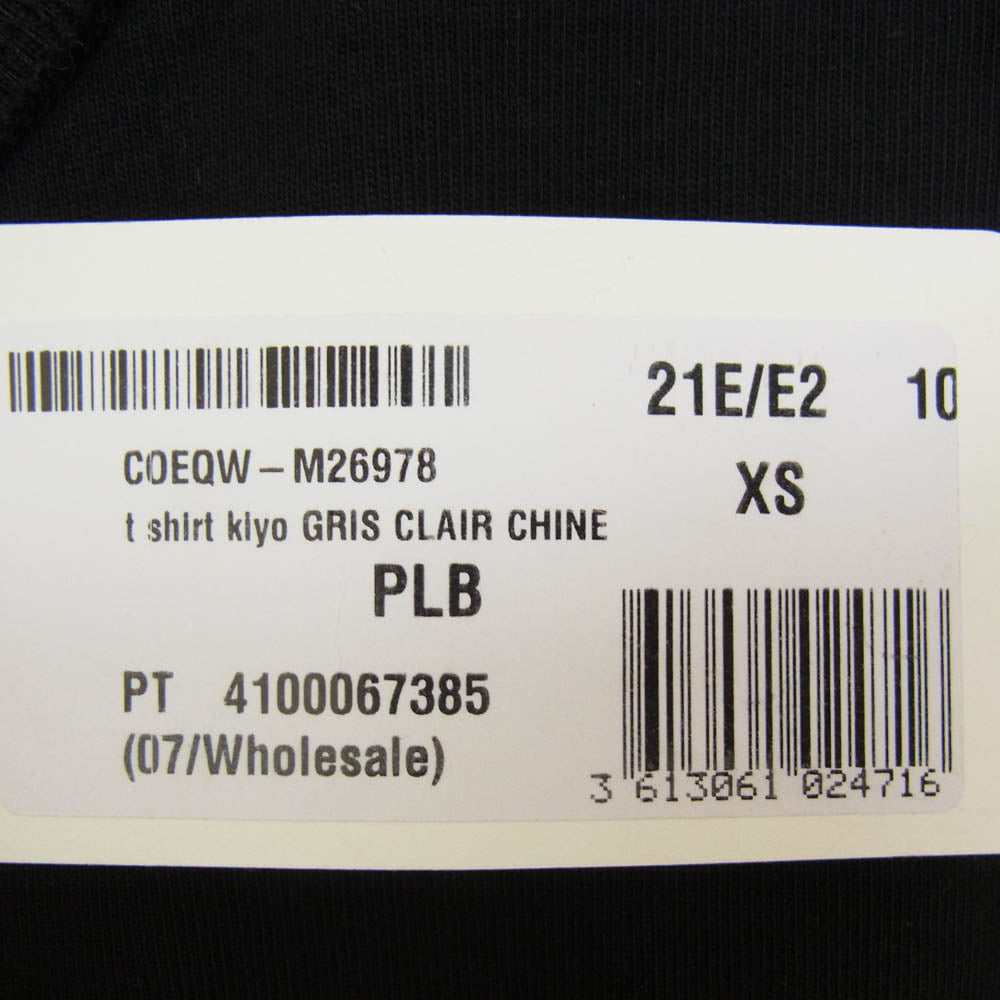 21E/E2 10
COEQW-M26978
XS
t shirt kiyo GRIS CLAIR CHINE
PLB
PT 4100067385
(07/Wholesale)
3 613061 024716